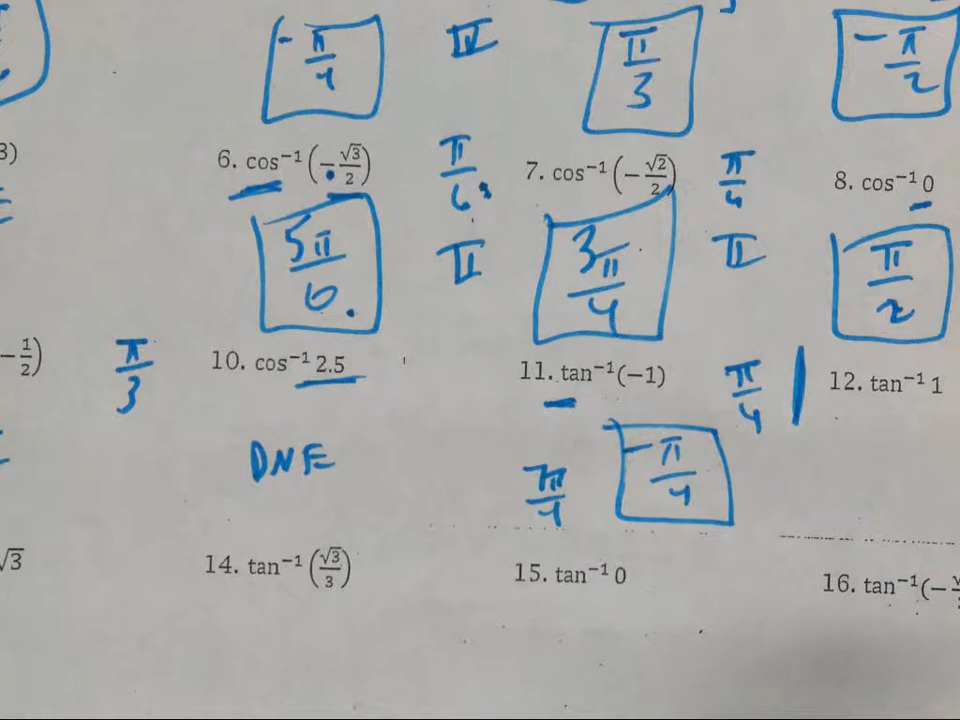 -π/4 IV π/3 -π/2
3) 6. cos⁻¹(-√3/2) π/6 7. cos⁻¹(-√2/2) π/4 8. cos⁻¹ 0
5π/6 II 3π/4 II π/2
-1/2) π/3 10. cos⁻¹ 2.5 11. tan⁻¹(-1) π/4 12. tan⁻¹ 1
DNE 7π/4 -π/4
√3 14. tan⁻¹(√3/3) 15. tan⁻¹ 0 16. tan⁻¹(-√